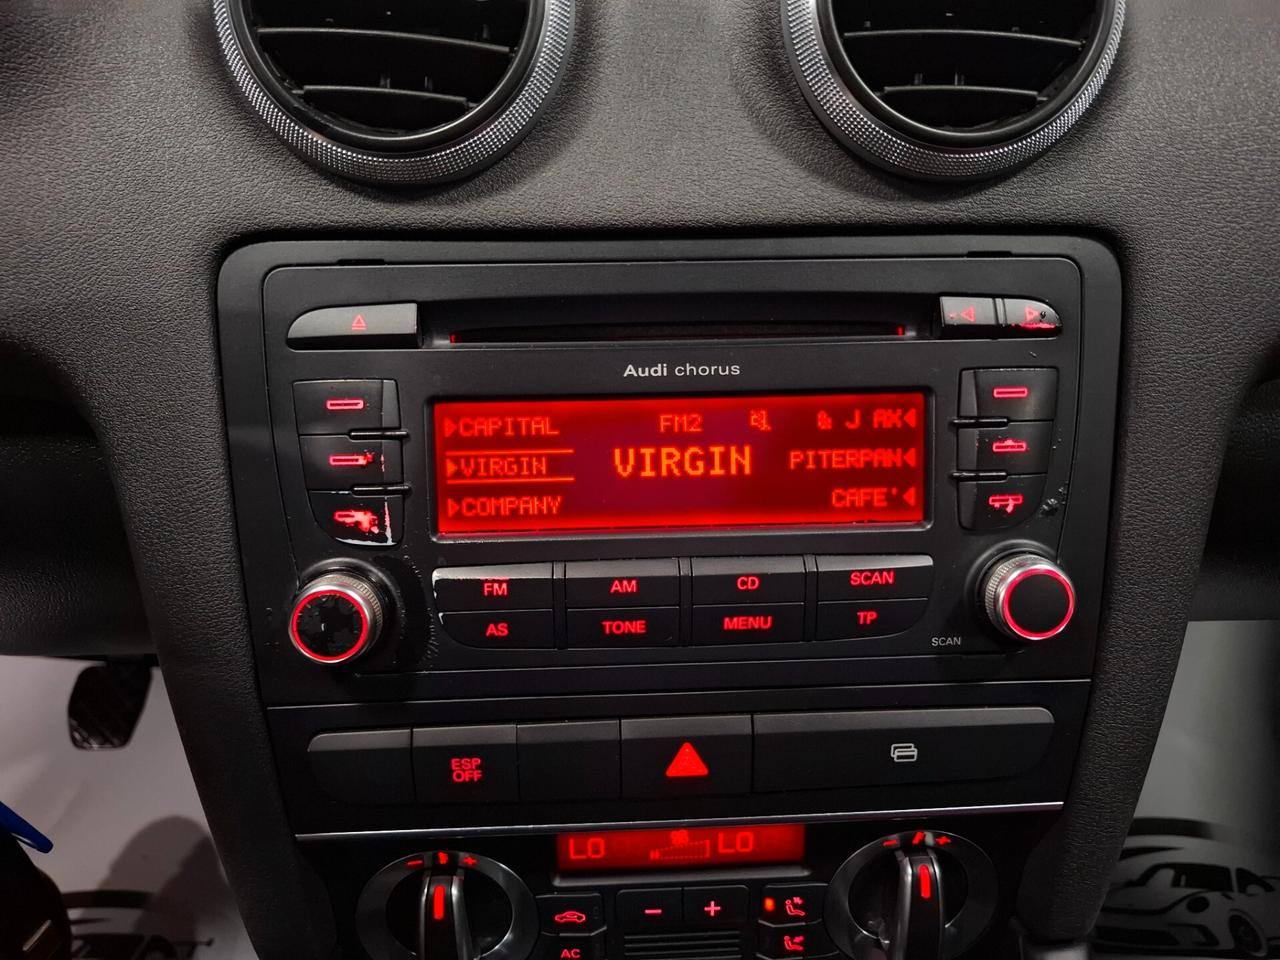 Audi chorus
CAPITAL FM2 & J AX
VIRGIN VIRGIN PITERPAN
COMPANY CAFE'
FM AM CD SCAN
AS TONE MENU TP
SCAN
ESP
OFF
LO LO
- + - +
- +
AC